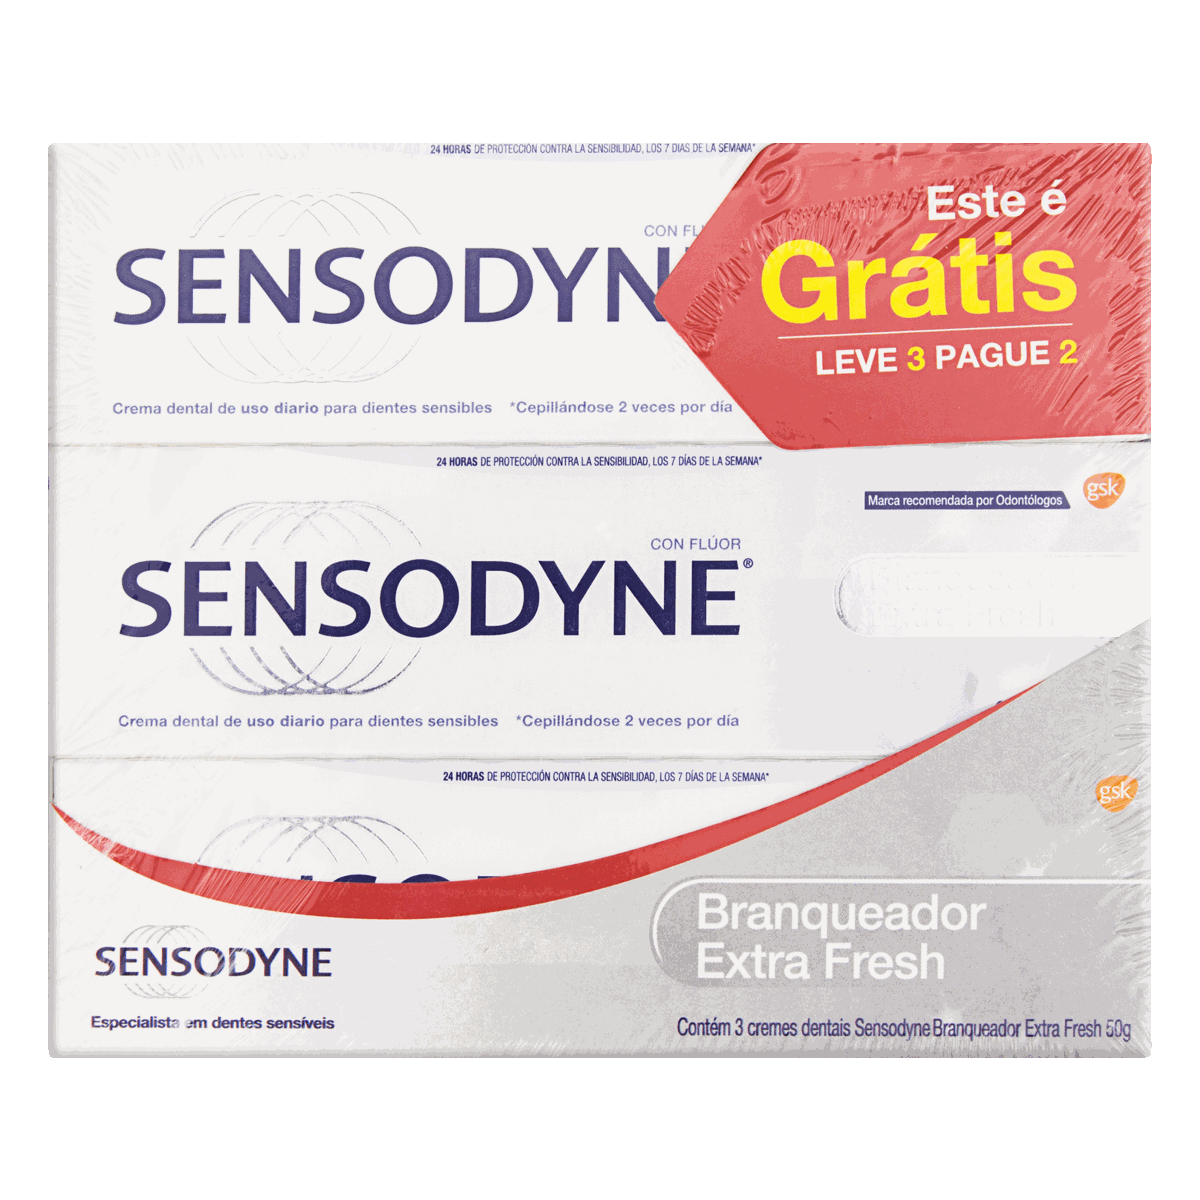 24 HORAS DE PROTECCIÓN CONTRA LA SENSIBILIDAD, LOS 7 DÍAS DE LA SEMANA*
CON
SENSODYNE
Crema dental de uso diario para dientes sensibles *Cepillándose 2 veces por día
Este é
Grátis
LEVE 3 PAGUE 2
24 HORAS DE PROTECCIÓN CONTRA LA SENSIBILIDAD, LOS 7 DÍAS DE LA SEMANA*
gsk
Marca recomendada por Odontólogos
CON FLÚOR
SENSODYNE®
Extra Fresh
Crema dental de uso diario para dientes sensibles *Cepillándose 2 veces por día
24 HORAS DE PROTECCIÓN CONTRA LA SENSIBILIDAD, LOS 7 DÍAS DE LA SEMANA*
gsk
Branqueador
Extra Fresh
SENSODYNE
Especialista em dentes sensíveis
Contém 3 cremes dentais Sensodyne Branqueador Extra Fresh 50g